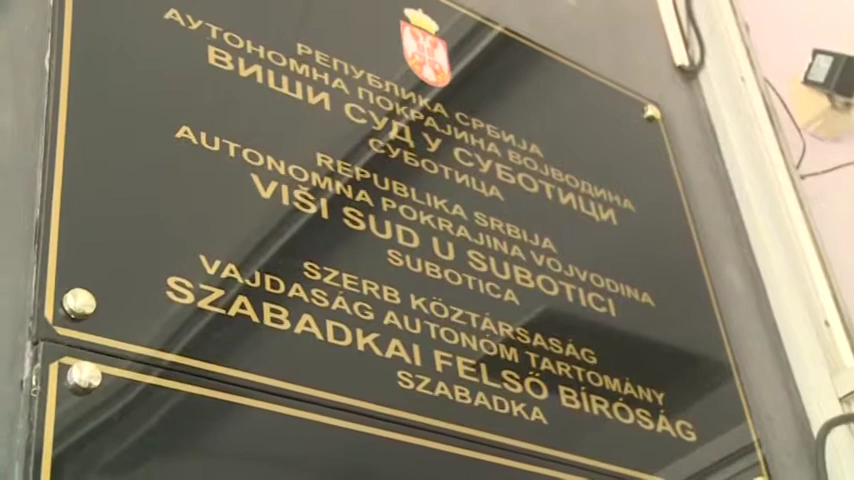 РЕПУБЛИКА СРБИЈА
АУТОНОМНА ПОКРАЈИНА ВОЈВОДИНА
ВИШИ СУД У СУБОТИЦИ
СУБОТИЦА
REPUBLIKA SRBIJA
AUTONOMNA POKRAJINA VOJVODINA
VIŠI SUD U SUBOTICI
SUBOTICA
SZERB KÖZTÁRSASÁG
VAJDASÁG AUTONÓM TARTOMÁNY
SZABADKAI FELSŐ BÍRÓSÁG
SZABADKA